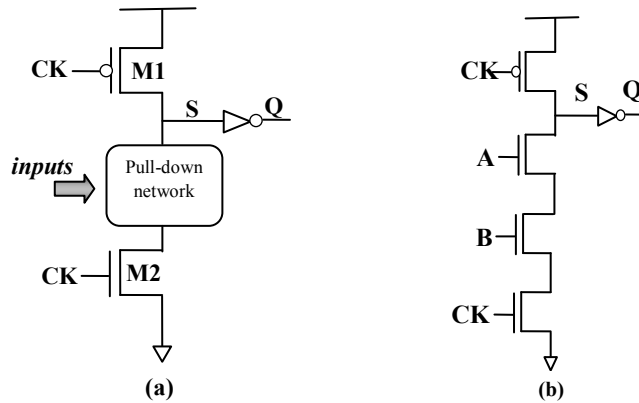 CK
M1
S
Q
inputs
Pull-down
network
CK
M2
(a)
CK
S
Q
A
B
CK
(b)